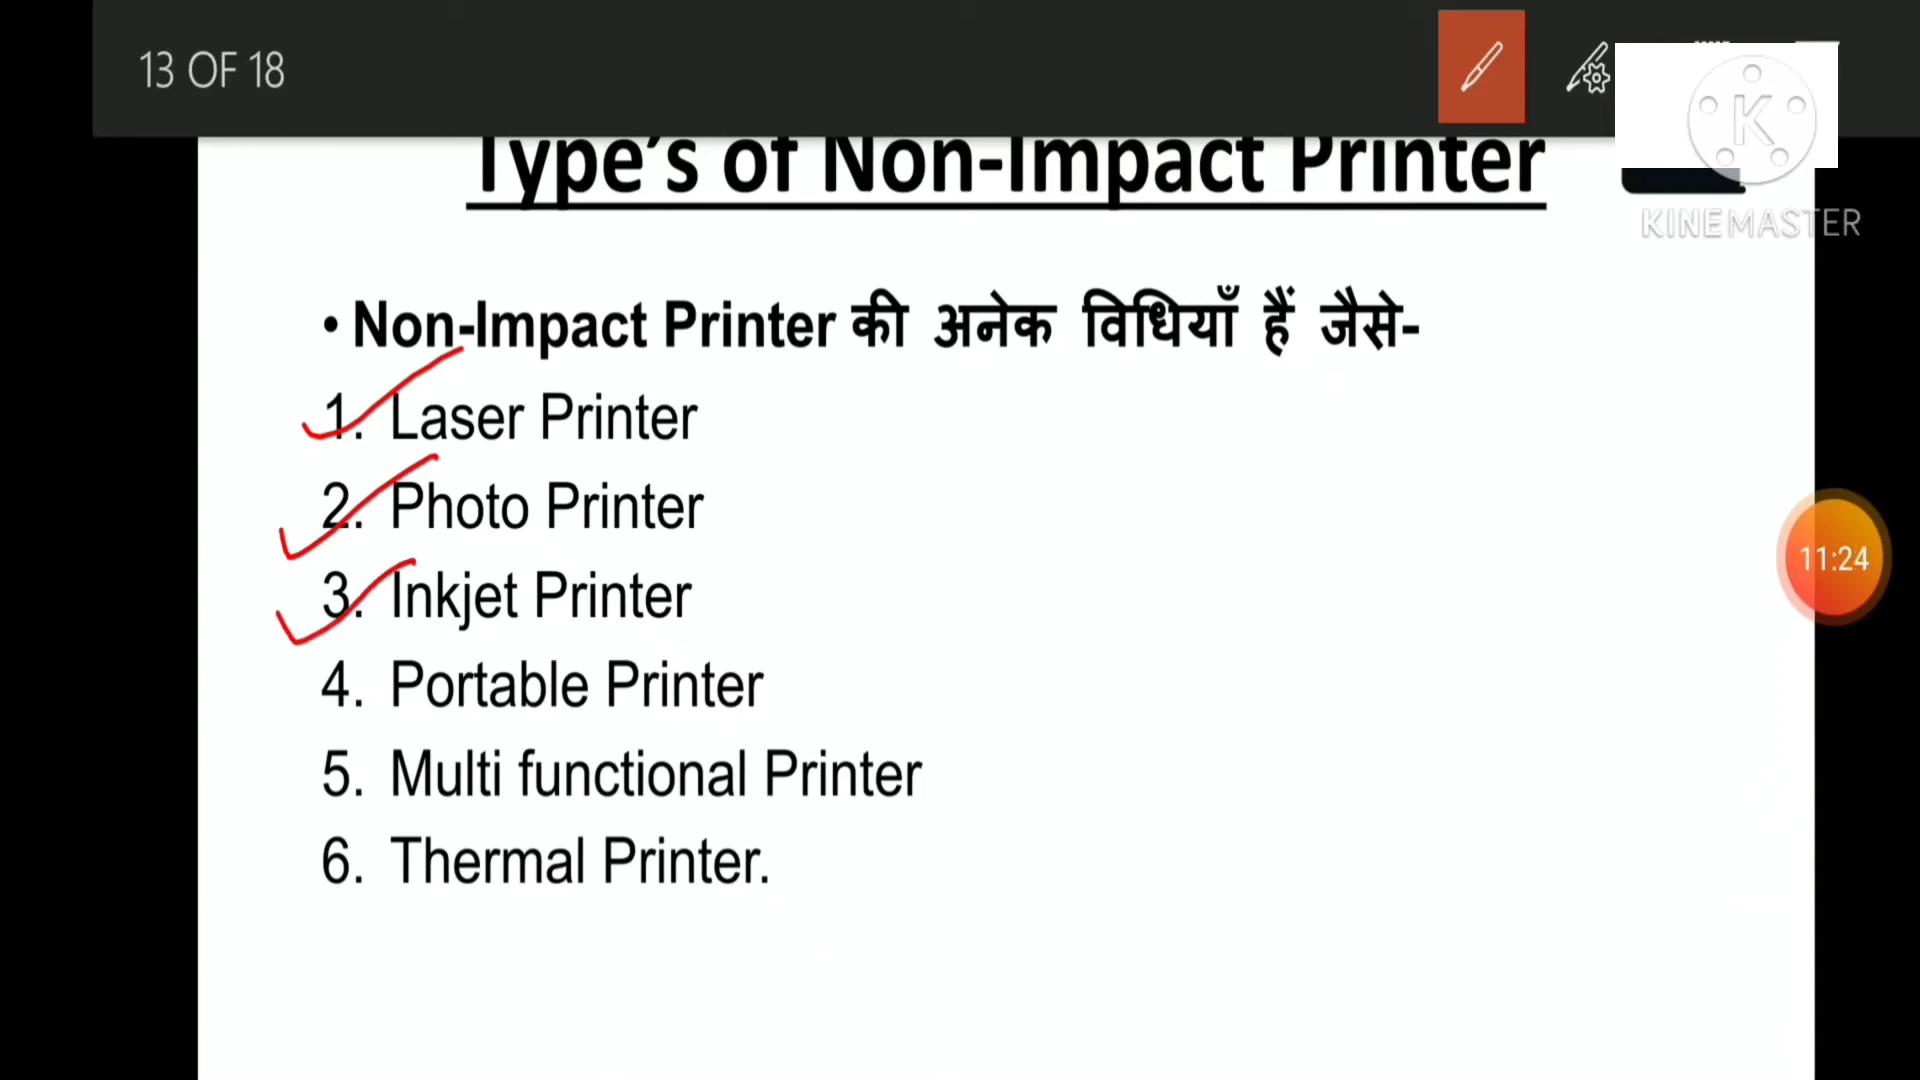 13 OF 18
K
KINEMASTER
Type's of Non-Impact Printer
• Non-Impact Printer की अनेक विधियाँ हैं जैसे-
1. Laser Printer
2. Photo Printer
3. Inkjet Printer
11:24
4. Portable Printer
5. Multi functional Printer
6. Thermal Printer.